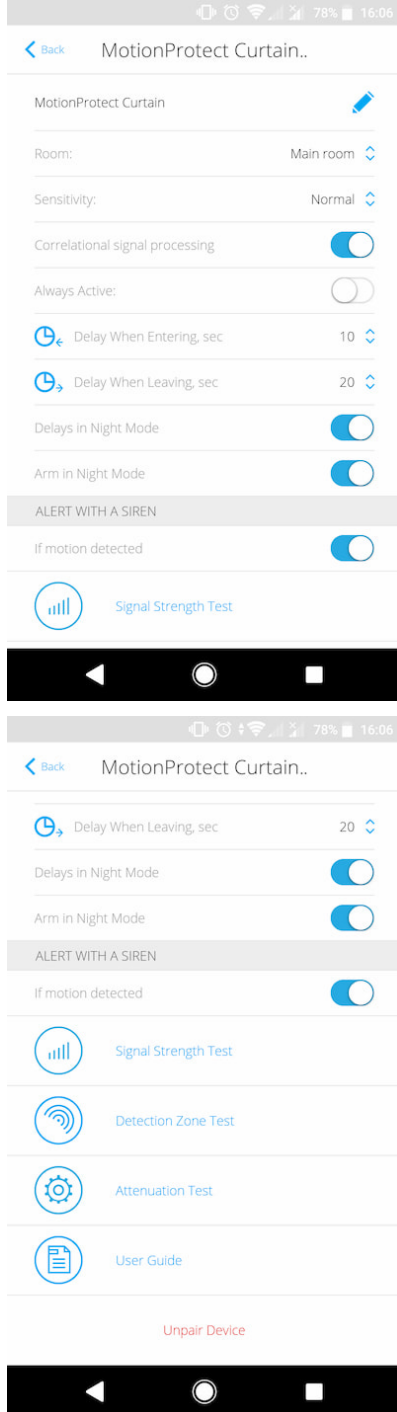 78% 16:06
Back MotionProtect Curtain..
MotionProtect Curtain
Room: Main room
Sensitivity: Normal
Correlational signal processing
Always Active:
Delay When Entering, sec 10
Delay When Leaving, sec 20
Delays in Night Mode
Arm in Night Mode
ALERT WITH A SIREN
If motion detected
Signal Strength Test
78% 16:06
Back MotionProtect Curtain..
Delay When Leaving, sec 20
Delays in Night Mode
Arm in Night Mode
ALERT WITH A SIREN
If motion detected
Signal Strength Test
Detection Zone Test
Attenuation Test
User Guide
Unpair Device